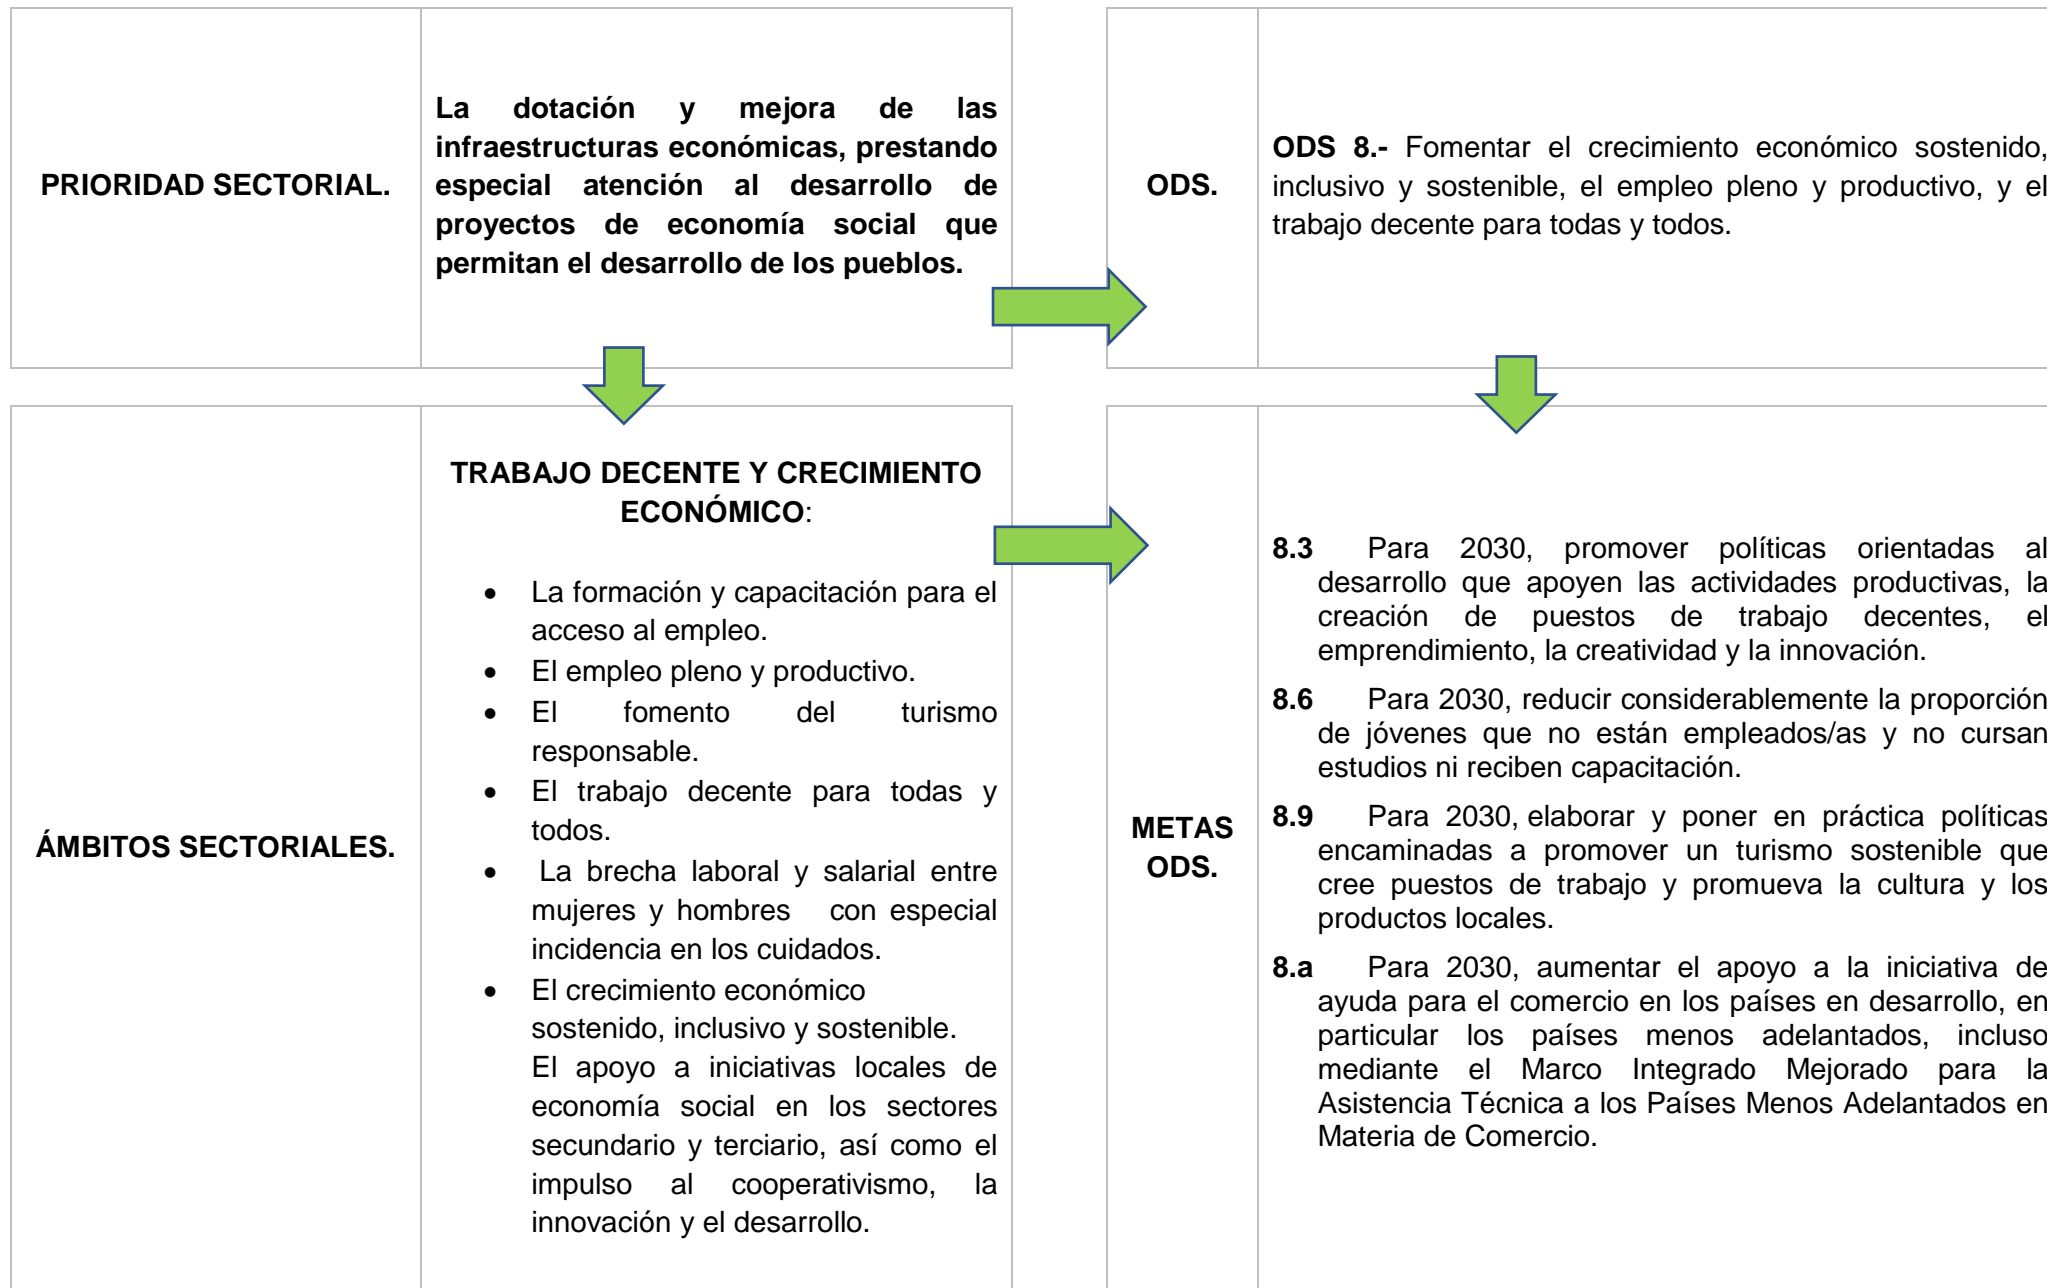 PRIORIDAD SECTORIAL.
La dotación y mejora de las
infraestructuras económicas, prestando
especial atención al desarrollo de
proyectos de economía social que
permitan el desarrollo de los pueblos.
ODS.
ODS 8.- Fomentar el crecimiento económico sostenido,
inclusivo y sostenible, el empleo pleno y productivo, y el
trabajo decente para todas y todos.
ÁMBITOS SECTORIALES.
TRABAJO DECENTE Y CRECIMIENTO
ECONÓMICO:
• La formación y capacitación para el
acceso al empleo.
• El empleo pleno y productivo.
• El fomento del turismo
responsable.
• El trabajo decente para todas y
todos.
• La brecha laboral y salarial entre
mujeres y hombres con especial
incidencia en los cuidados.
• El crecimiento económico
sostenido, inclusivo y sostenible.
El apoyo a iniciativas locales de
economía social en los sectores
secundario y terciario, así como el
impulso al cooperativismo, la
innovación y el desarrollo.
METAS
ODS.
8.3 Para 2030, promover políticas orientadas al
desarrollo que apoyen las actividades productivas, la
creación de puestos de trabajo decentes, el
emprendimiento, la creatividad y la innovación.
8.6 Para 2030, reducir considerablemente la proporción
de jóvenes que no están empleados/as y no cursan
estudios ni reciben capacitación.
8.9 Para 2030, elaborar y poner en práctica políticas
encaminadas a promover un turismo sostenible que
cree puestos de trabajo y promueva la cultura y los
productos locales.
8.a Para 2030, aumentar el apoyo a la iniciativa de
ayuda para el comercio en los países en desarrollo, en
particular los países menos adelantados, incluso
mediante el Marco Integrado Mejorado para la
Asistencia Técnica a los Países Menos Adelantados en
Materia de Comercio.